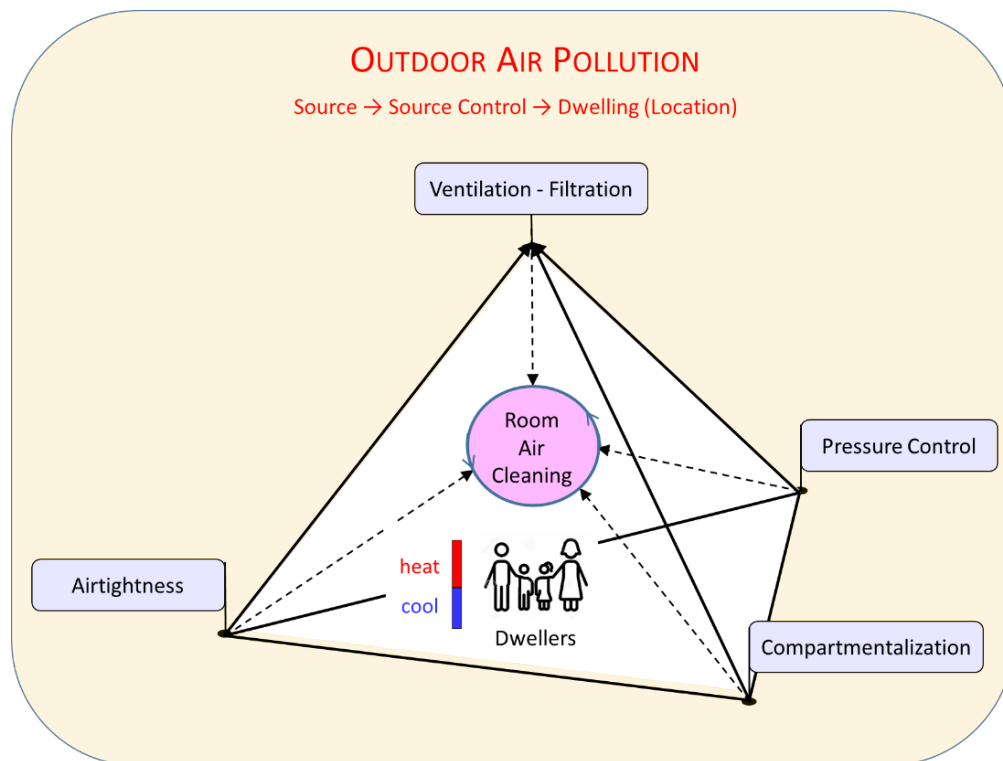 OUTDOOR AIR POLLUTION
Source → Source Control → Dwelling (Location)
Ventilation - Filtration
Room
Air
Cleaning
Pressure Control
Airtightness
heat
cool
Dwellers
Compartmentalization